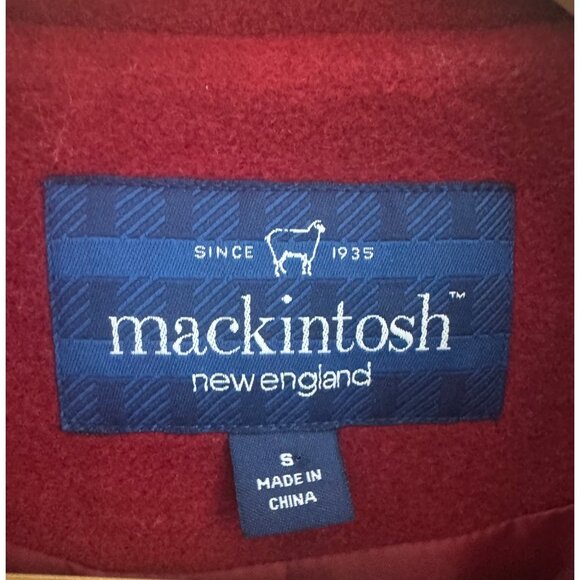 SINCE 1935
mackintosh™
new england
S
MADE IN
CHINA